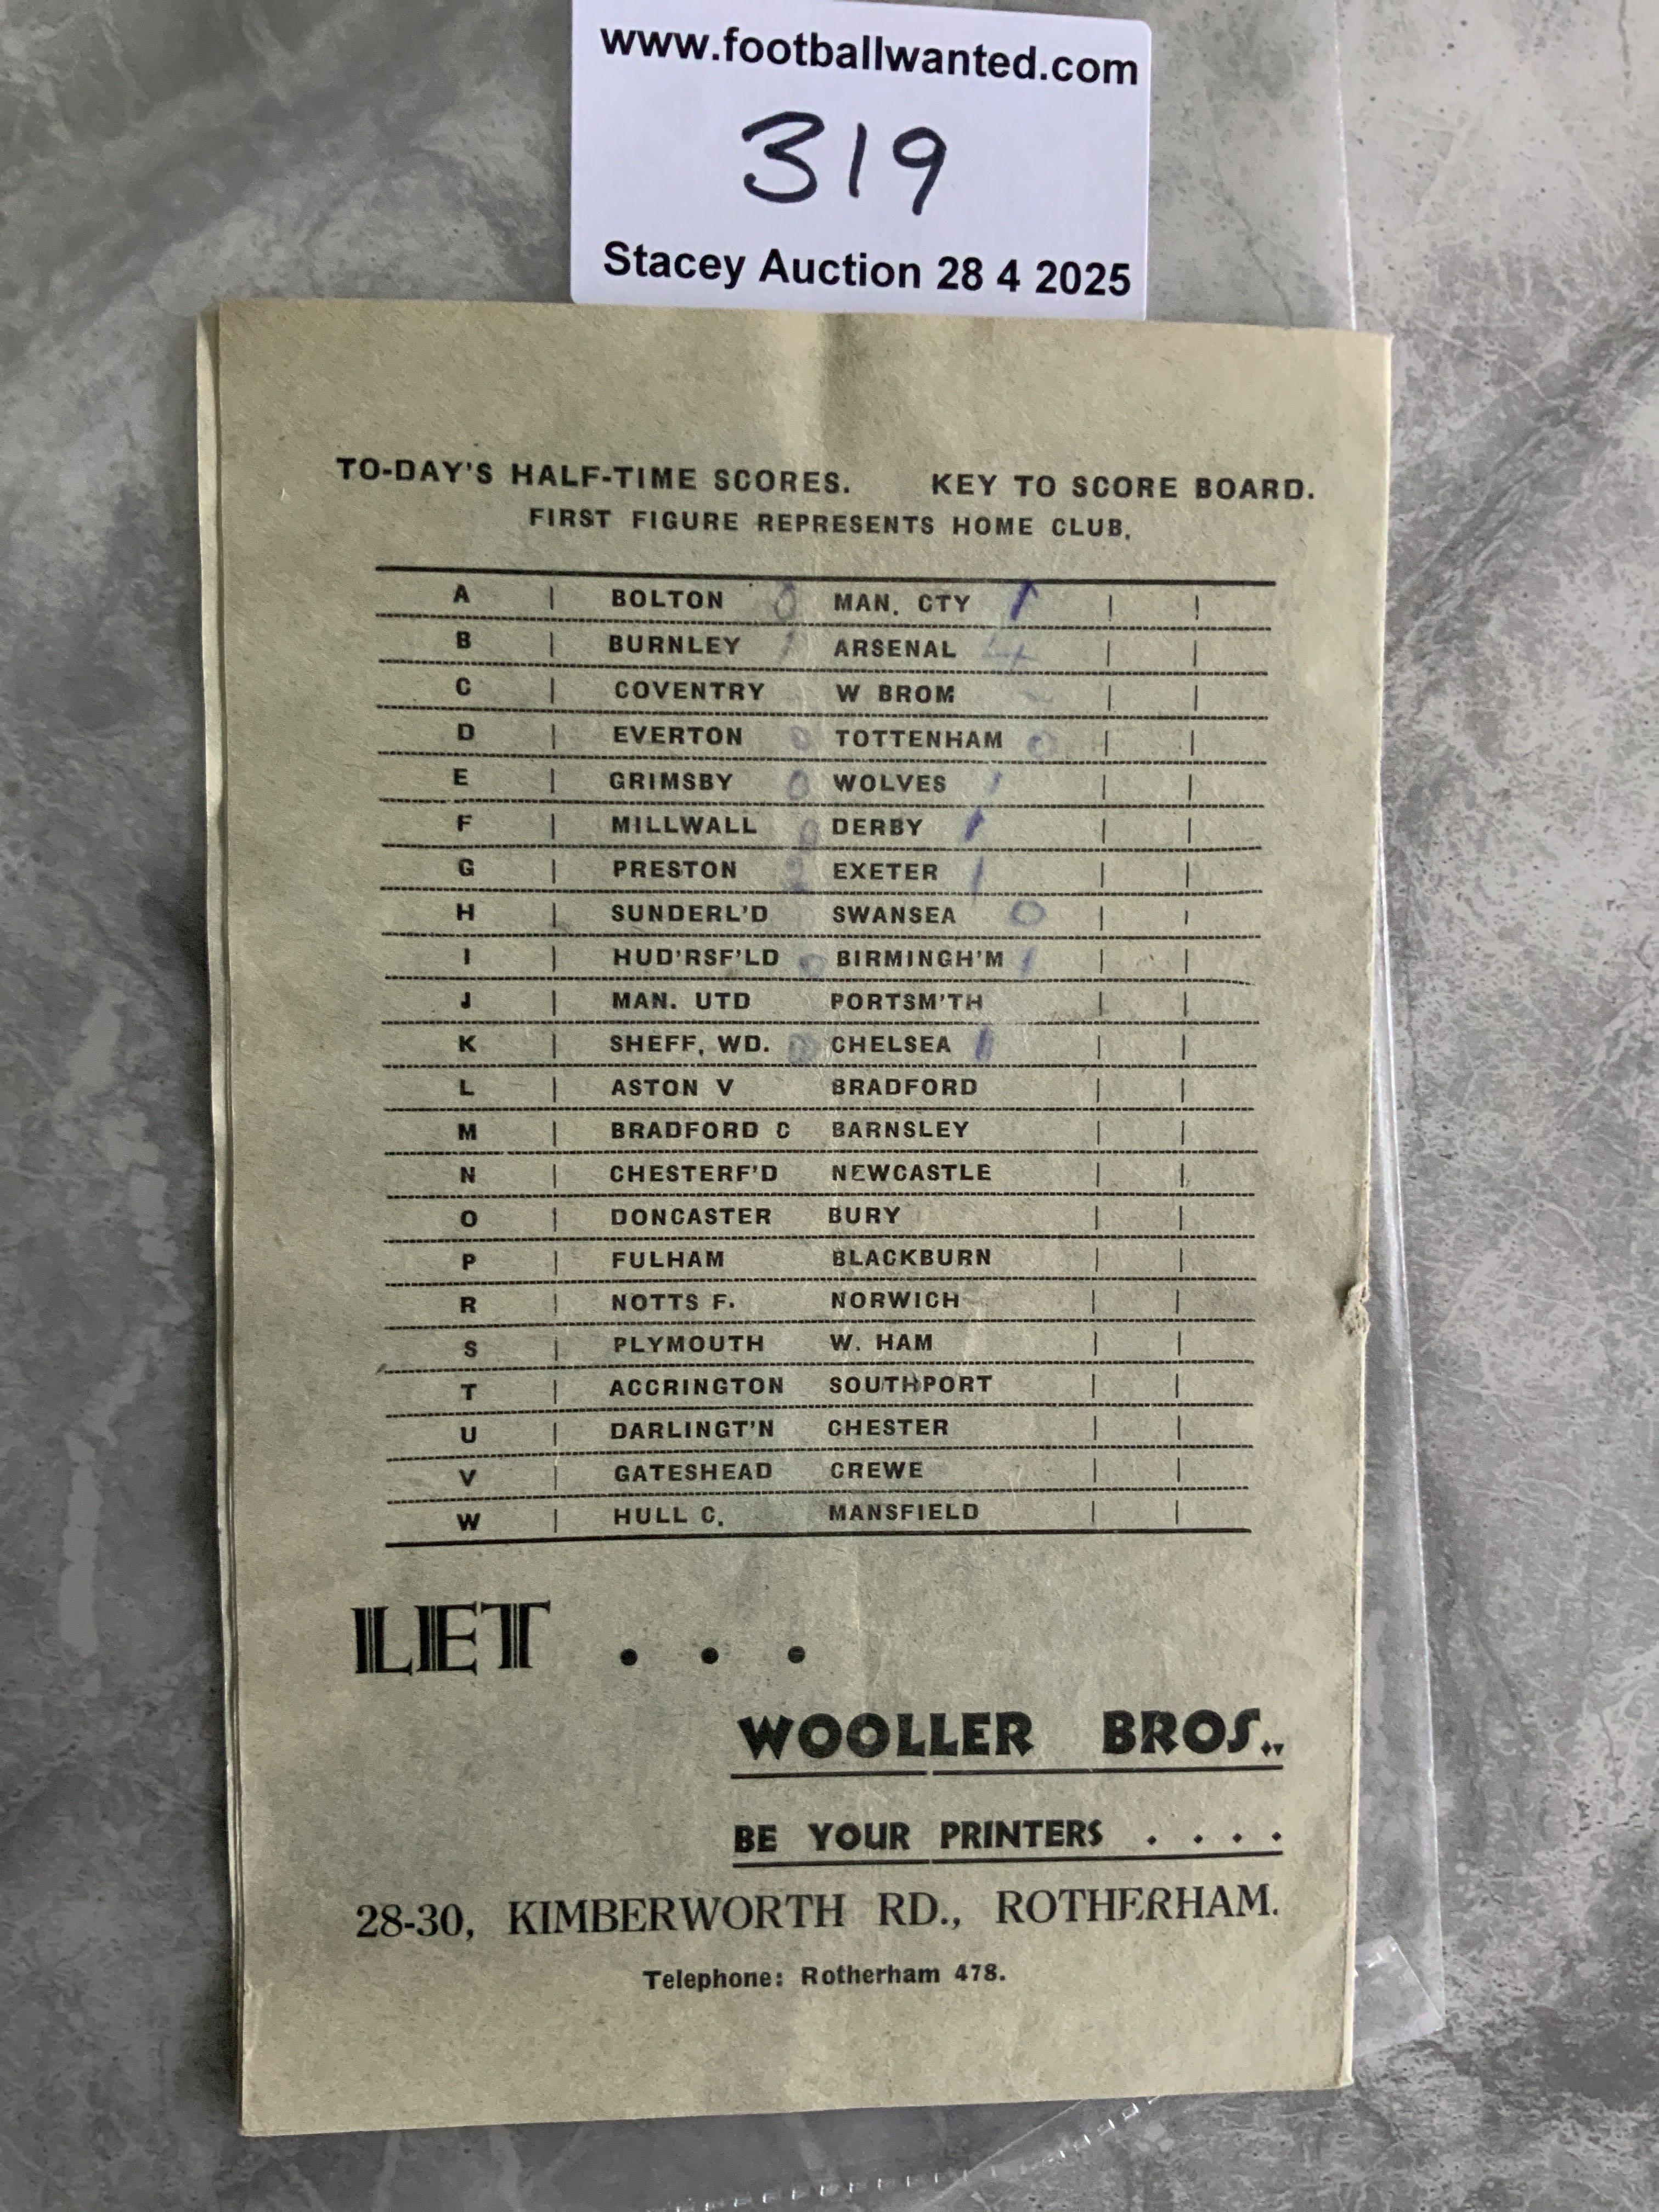 www.footballwanted.com
319
Stacey Auction 28 4 2025
TO-DAY'S HALF-TIME SCORES. KEY TO SCORE BOARD.
FIRST FIGURE REPRESENTS HOME CLUB.
A | BOLTON 0 MAN. CTY 1 | |
B | BURNLEY 1 ARSENAL 4 | |
C | COVENTRY W BROM | |
D | EVERTON 0 TOTTENHAM 0 | |
E | GRIMSBY 0 WOLVES 1 | |
F | MILLWALL 0 DERBY 1 | |
G | PRESTON 2 EXETER 1 | |
H | SUNDERL'D SWANSEA 0 | |
I | HUD'RSF'LD 0 BIRMINGH'M 1 | |
J | MAN. UTD PORTSM'TH | |
K | SHEFF, WD. CHELSEA 1 | |
L | ASTON V BRADFORD | |
M | BRADFORD C BARNSLEY | |
N | CHESTERF'D NEWCASTLE | |
O | DONCASTER BURY | |
P | FULHAM BLACKBURN | |
R | NOTTS F. NORWICH | |
S | PLYMOUTH W. HAM | |
T | ACCRINGTON SOUTHPORT | |
U | DARLINGT'N CHESTER | |
V | GATESHEAD CREWE | |
W | HULL C. MANSFIELD | |
LET . . .
WOOLLER BROS.,
BE YOUR PRINTERS . . . .
28-30, KIMBERWORTH RD., ROTHERHAM.
Telephone: Rotherham 478.